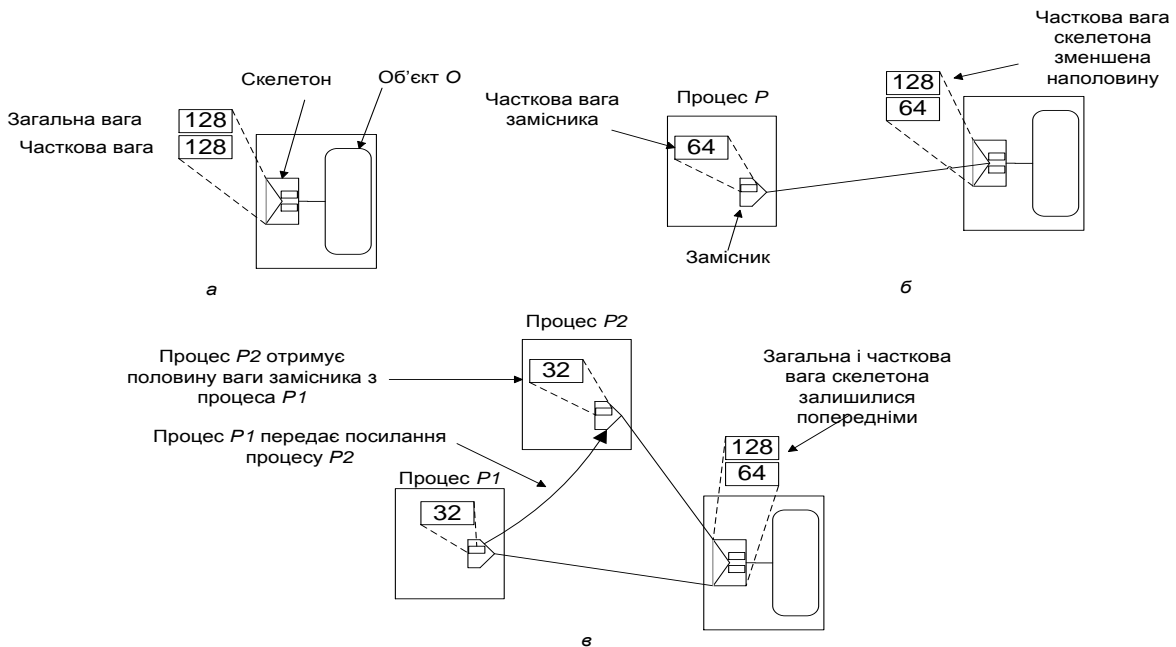 Скелетон
Об’єкт О
Загальна вага
128
Часткова вага
128
а
Часткова вага
скелетона
зменшена
наполовину
Часткова вага
замісника
Процес P
64
128
64
Замісник
б
Процес P2
Процес P2 отримує
половину ваги замісника з
процеса P1
32
Процес P1 передає посилання
процесу P2
Процес P1
32
Загальна і часткова
вага скелетона
залишилися
попередніми
128
64
в